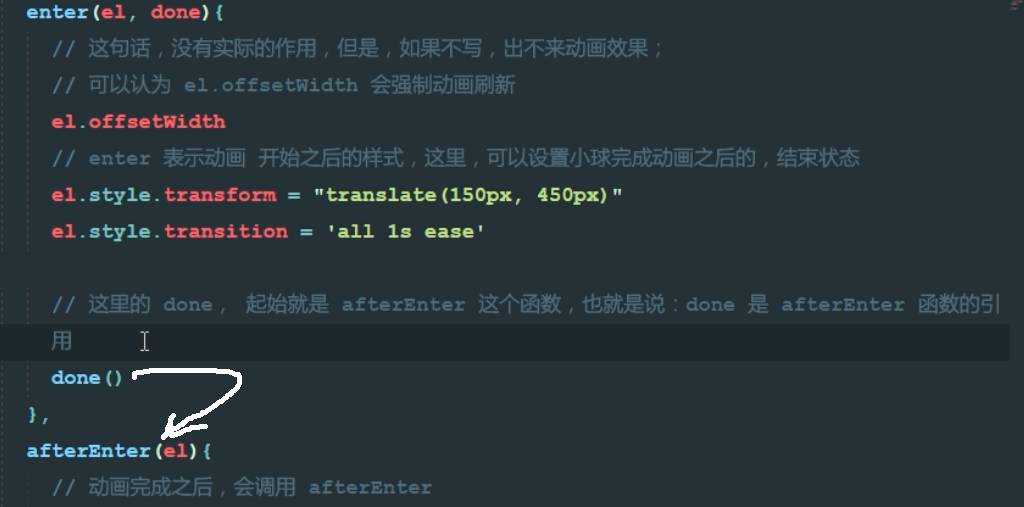 enter(el, done){
// 这句话，没有实际的作用，但是，如果不写，出不来动画效果；
// 可以认为 el.offsetWidth 会强制动画刷新
el.offsetWidth
// enter 表示动画 开始之后的样式，这里，可以设置小球完成动画之后的，结束状态
el.style.transform = "translate(150px, 450px)"
el.style.transition = 'all 1s ease'
// 这里的 done， 起始就是 afterEnter 这个函数，也就是说：done 是 afterEnter 函数的引
用
done()
},
afterEnter(el){
// 动画完成之后，会调用 afterEnter